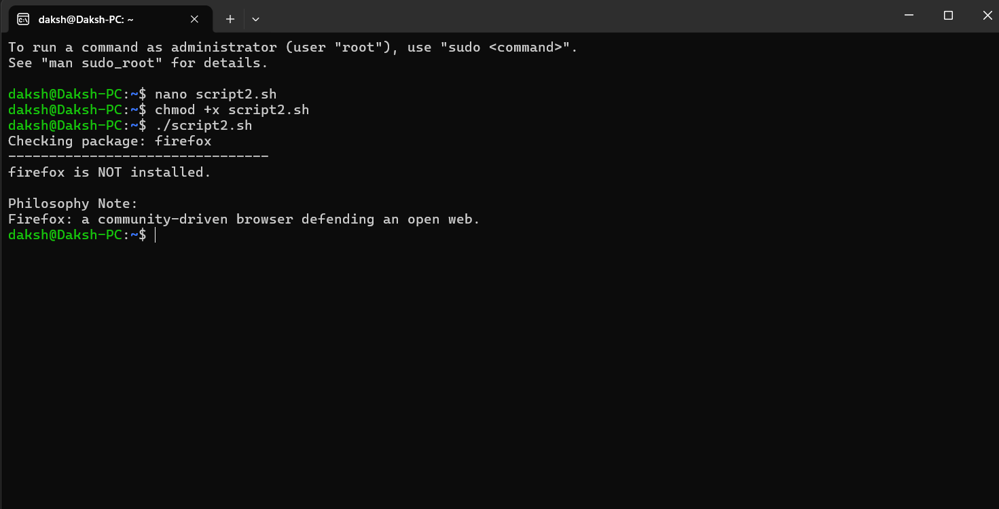 daksh@Daksh-PC: ~
To run a command as administrator (user "root"), use "sudo <command>".
See "man sudo_root" for details.
daksh@Daksh-PC:~$ nano script2.sh
daksh@Daksh-PC:~$ chmod +x script2.sh
daksh@Daksh-PC:~$ ./script2.sh
Checking package: firefox
--------------------------------
firefox is NOT installed.
Philosophy Note:
Firefox: a community-driven browser defending an open web.
daksh@Daksh-PC:~$